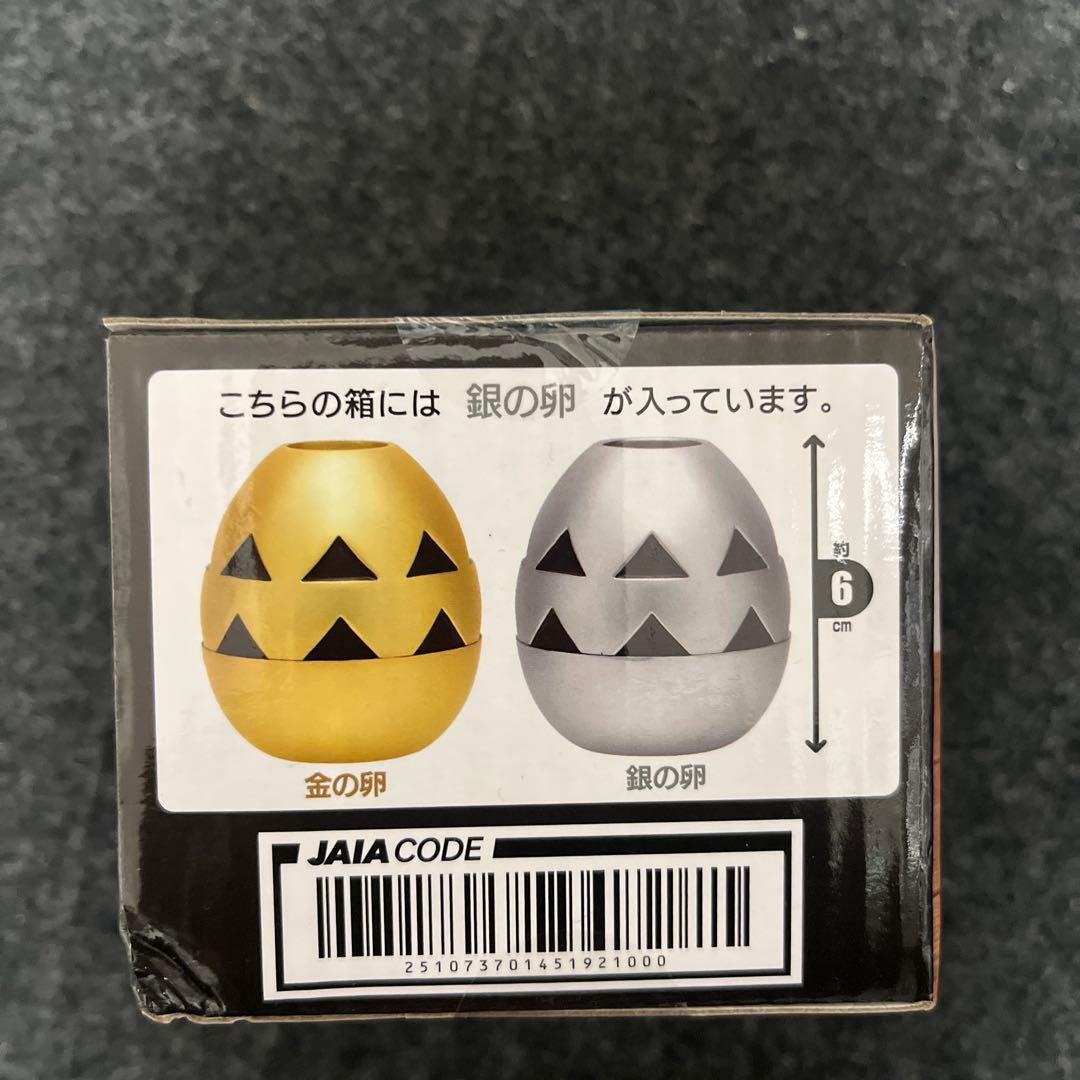 こちらの箱には 銀の卵 が入っています。
約
6
cm
金の卵
銀の卵
JAIA CODE
251073701451921000